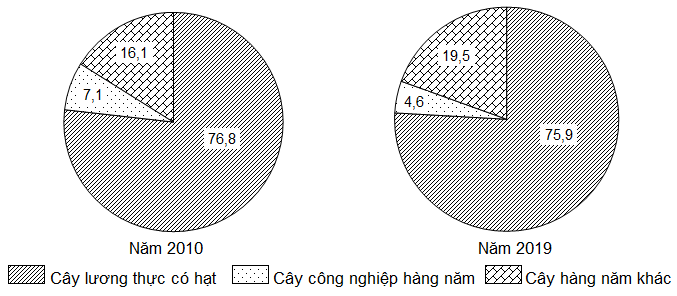 16,1
7,1
76,8
Năm 2010
19,5
4,6
75,9
Năm 2019
Cây lương thực có hạt
Cây công nghiệp hàng năm
Cây hàng năm khác